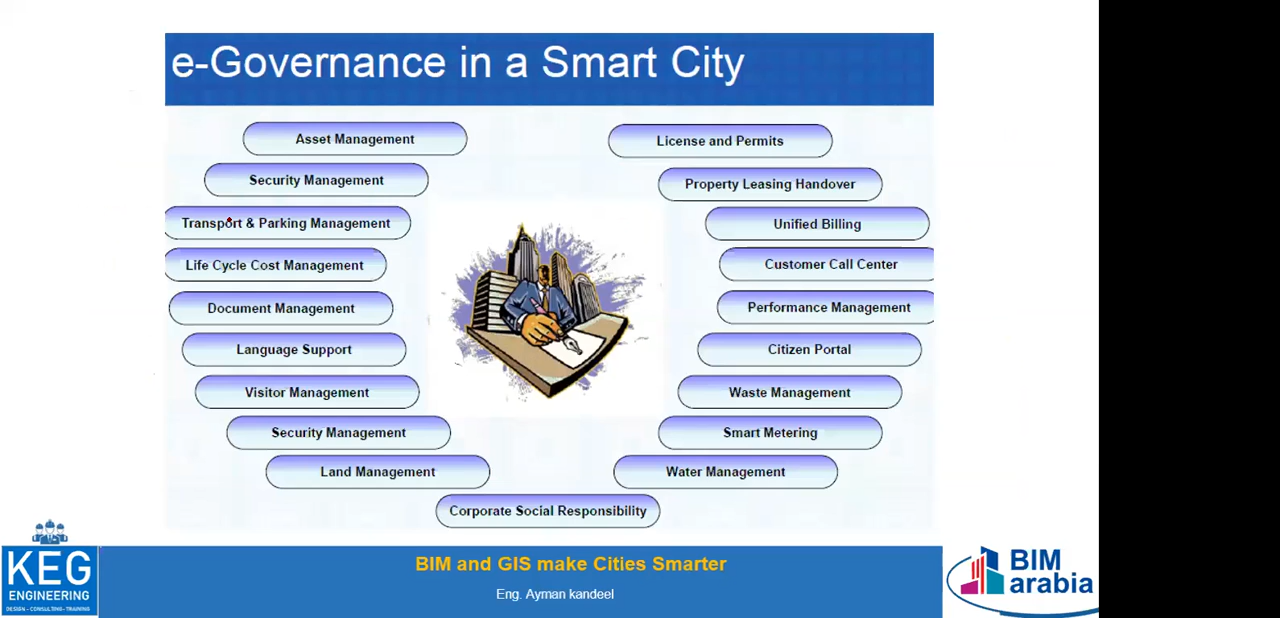 e-Governance in a Smart City
Asset Management
Security Management
Transport & Parking Management
Life Cycle Cost Management
Document Management
Language Support
Visitor Management
Security Management
Land Management
Corporate Social Responsibility
License and Permits
Property Leasing Handover
Unified Billing
Customer Call Center
Performance Management
Citizen Portal
Waste Management
Smart Metering
Water Management
KEG
ENGINEERING
DESIGN - CONSULTING - TRAINING
BIM and GIS make Cities Smarter
Eng. Ayman kandeel
BIM
arabia